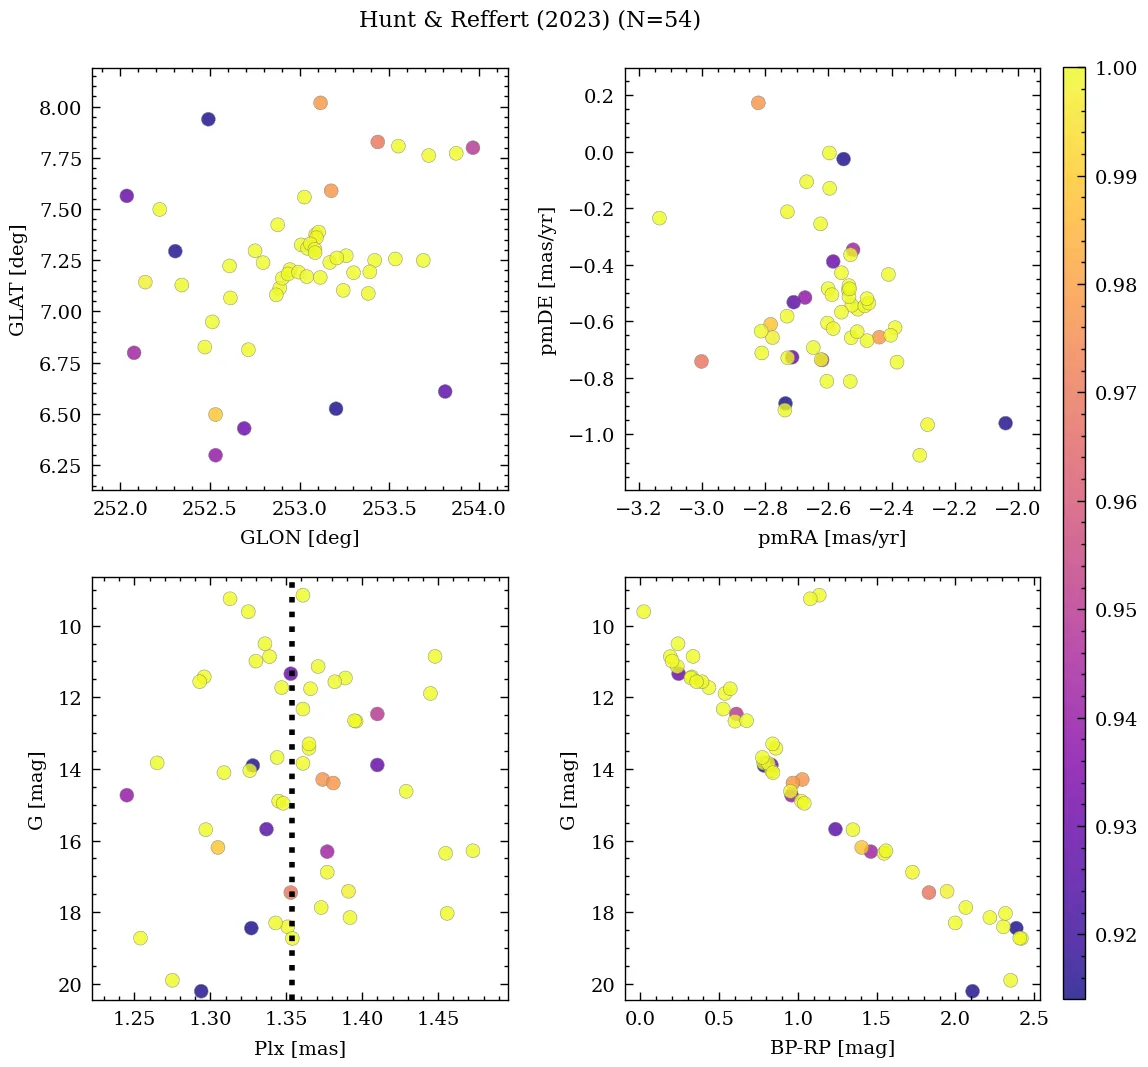 Hunt & Reffert (2023) (N=54)
8.00
7.75
7.50
7.25
7.00
6.75
6.50
6.25
GLAT [deg]
252.0 252.5 253.0 253.5 254.0
GLON [deg]
0.2
0.0
−0.2
−0.4
−0.6
−0.8
−1.0
pmDE [mas/yr]
−3.2 −3.0 −2.8 −2.6 −2.4 −2.2 −2.0
pmRA [mas/yr]
10
12
14
16
18
20
G [mag]
1.25 1.30 1.35 1.40 1.45
Plx [mas]
10
12
14
16
18
20
G [mag]
0.0 0.5 1.0 1.5 2.0 2.5
BP-RP [mag]
1.00
0.99
0.98
0.97
0.96
0.95
0.94
0.93
0.92